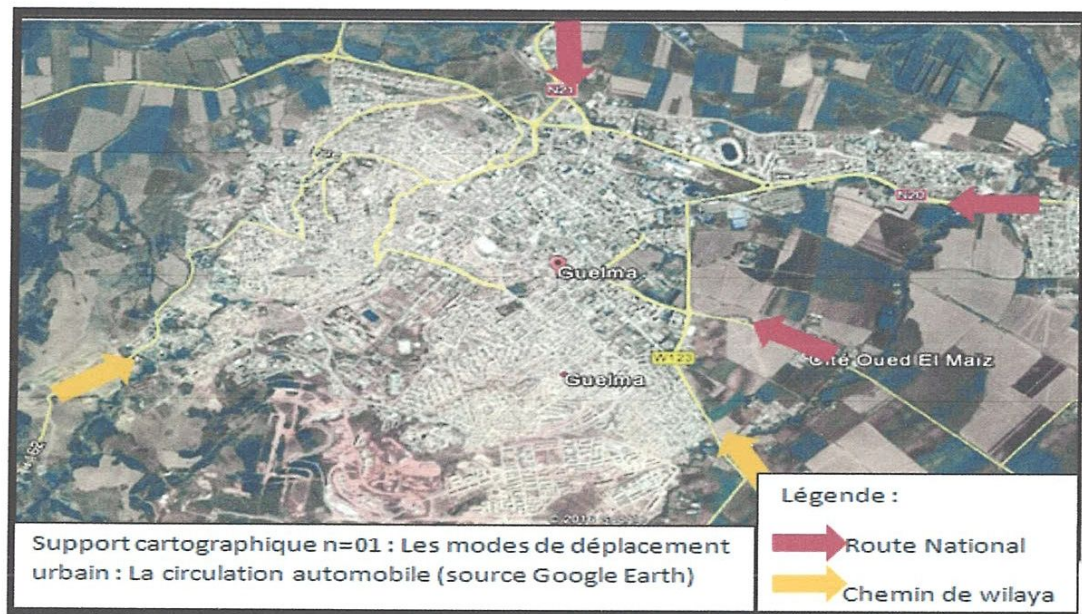 N21
N20
Guelma
Cité Oued El Maiz
W123
Guelma
Légende :
Route National
Chemin de wilaya
Support cartographique n=01 : Les modes de déplacement
urbain : La circulation automobile (source Google Earth)